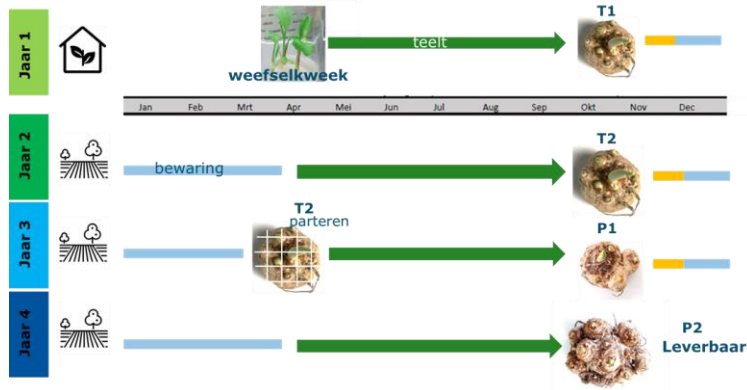 Jaar 1
T1
teelt
weefselkweek
Jan Feb Mrt Apr Mei Jun Jul Aug Sep Okt Nov Dec
Jaar 2
bewaring
T2
Jaar 3
T2
parteren
P1
Jaar 4
P2
Leverbaar